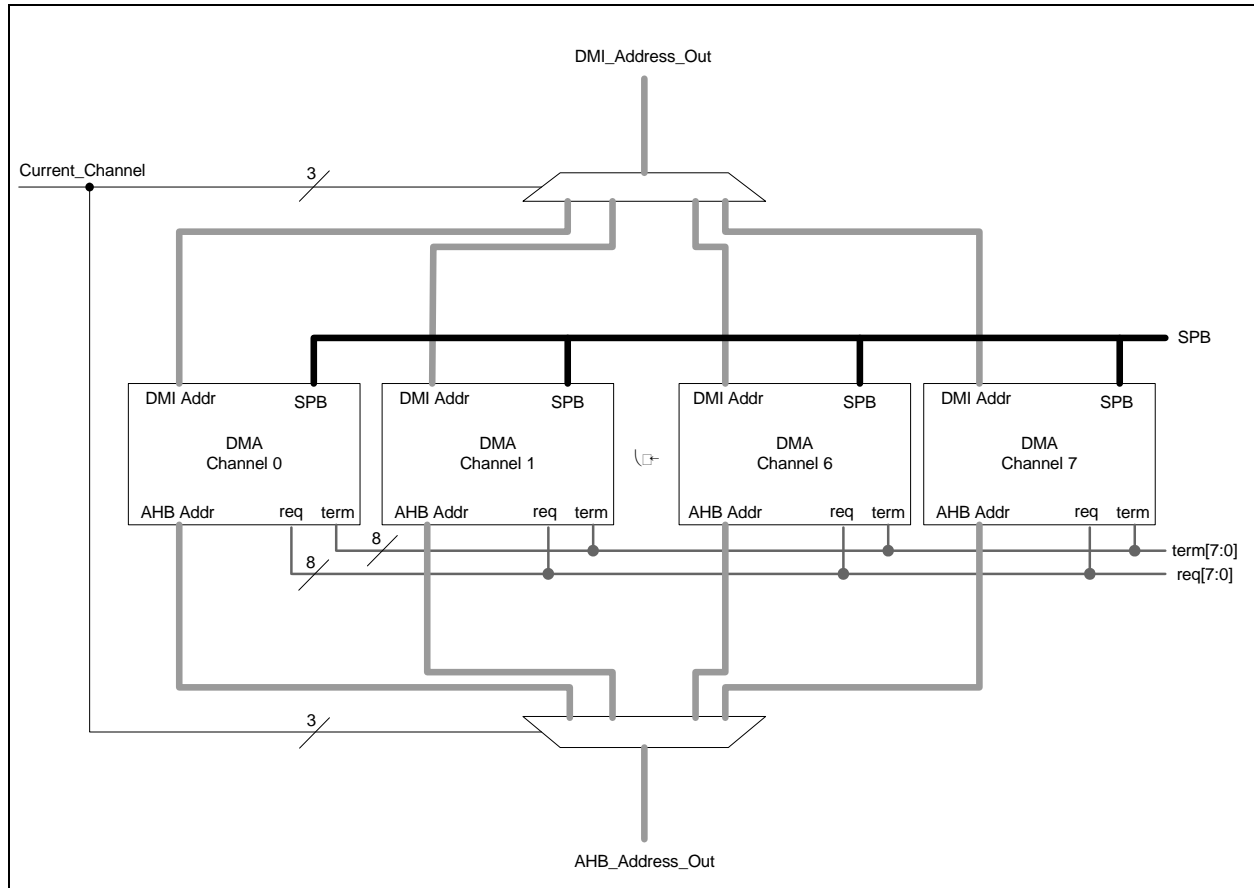 DMI_Address_Out
Current_Channel
3
SPB
DMI Addr
SPB
DMA
Channel 0
AHB Addr
req
term
DMI Addr
SPB
DMA
Channel 1
AHB Addr
req
term
DMI Addr
SPB
DMA
Channel 6
AHB Addr
req
term
DMI Addr
SPB
DMA
Channel 7
AHB Addr
req
term
8
term[7:0]
8
req[7:0]
3
AHB_Address_Out